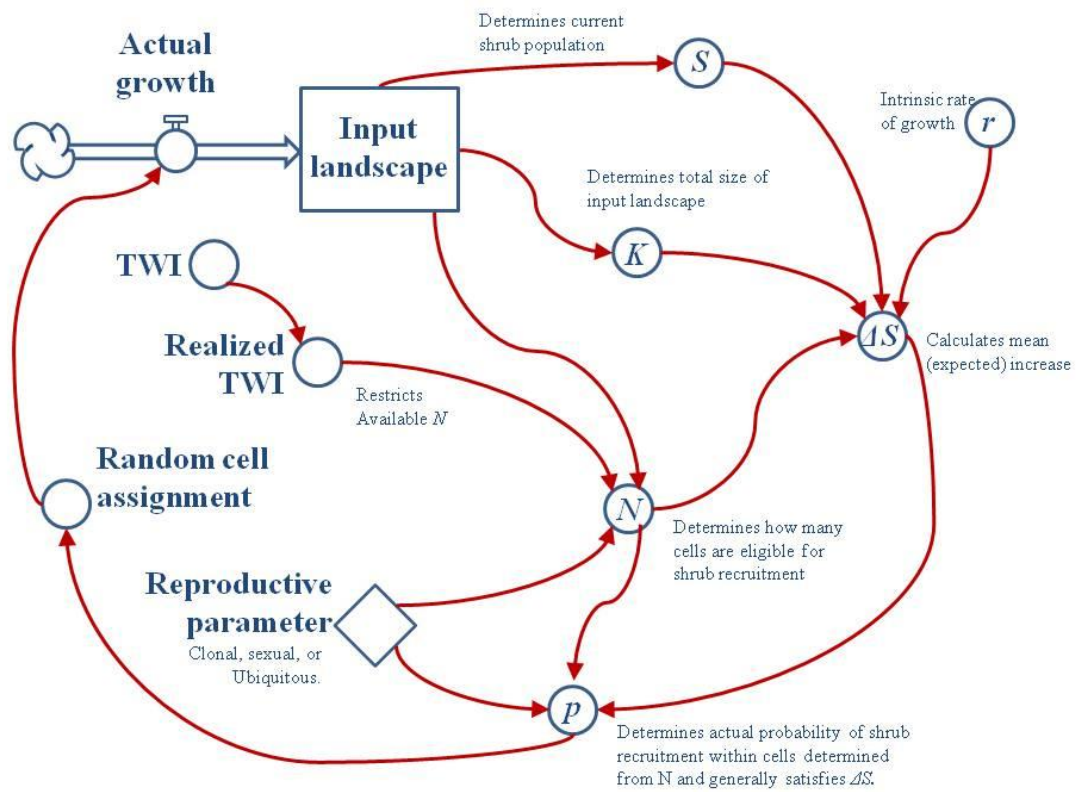 Actual
growth
Determines current
shrub population
S
Input
landscape
Intrinsic rate
of growth
r
Determines total size of
input landscape
K
TWI
ΔS
Calculates mean
(expected) increase
Realized
TWI
Restricts
Available N
Random cell
assignment
N
Determines how many
cells are eligible for
shrub recruitment
Reproductive
parameter
Clonal, sexual, or
Ubiquitous.
p
Determines actual probability of shrub
recruitment within cells determined
from N and generally satisfies ΔS.